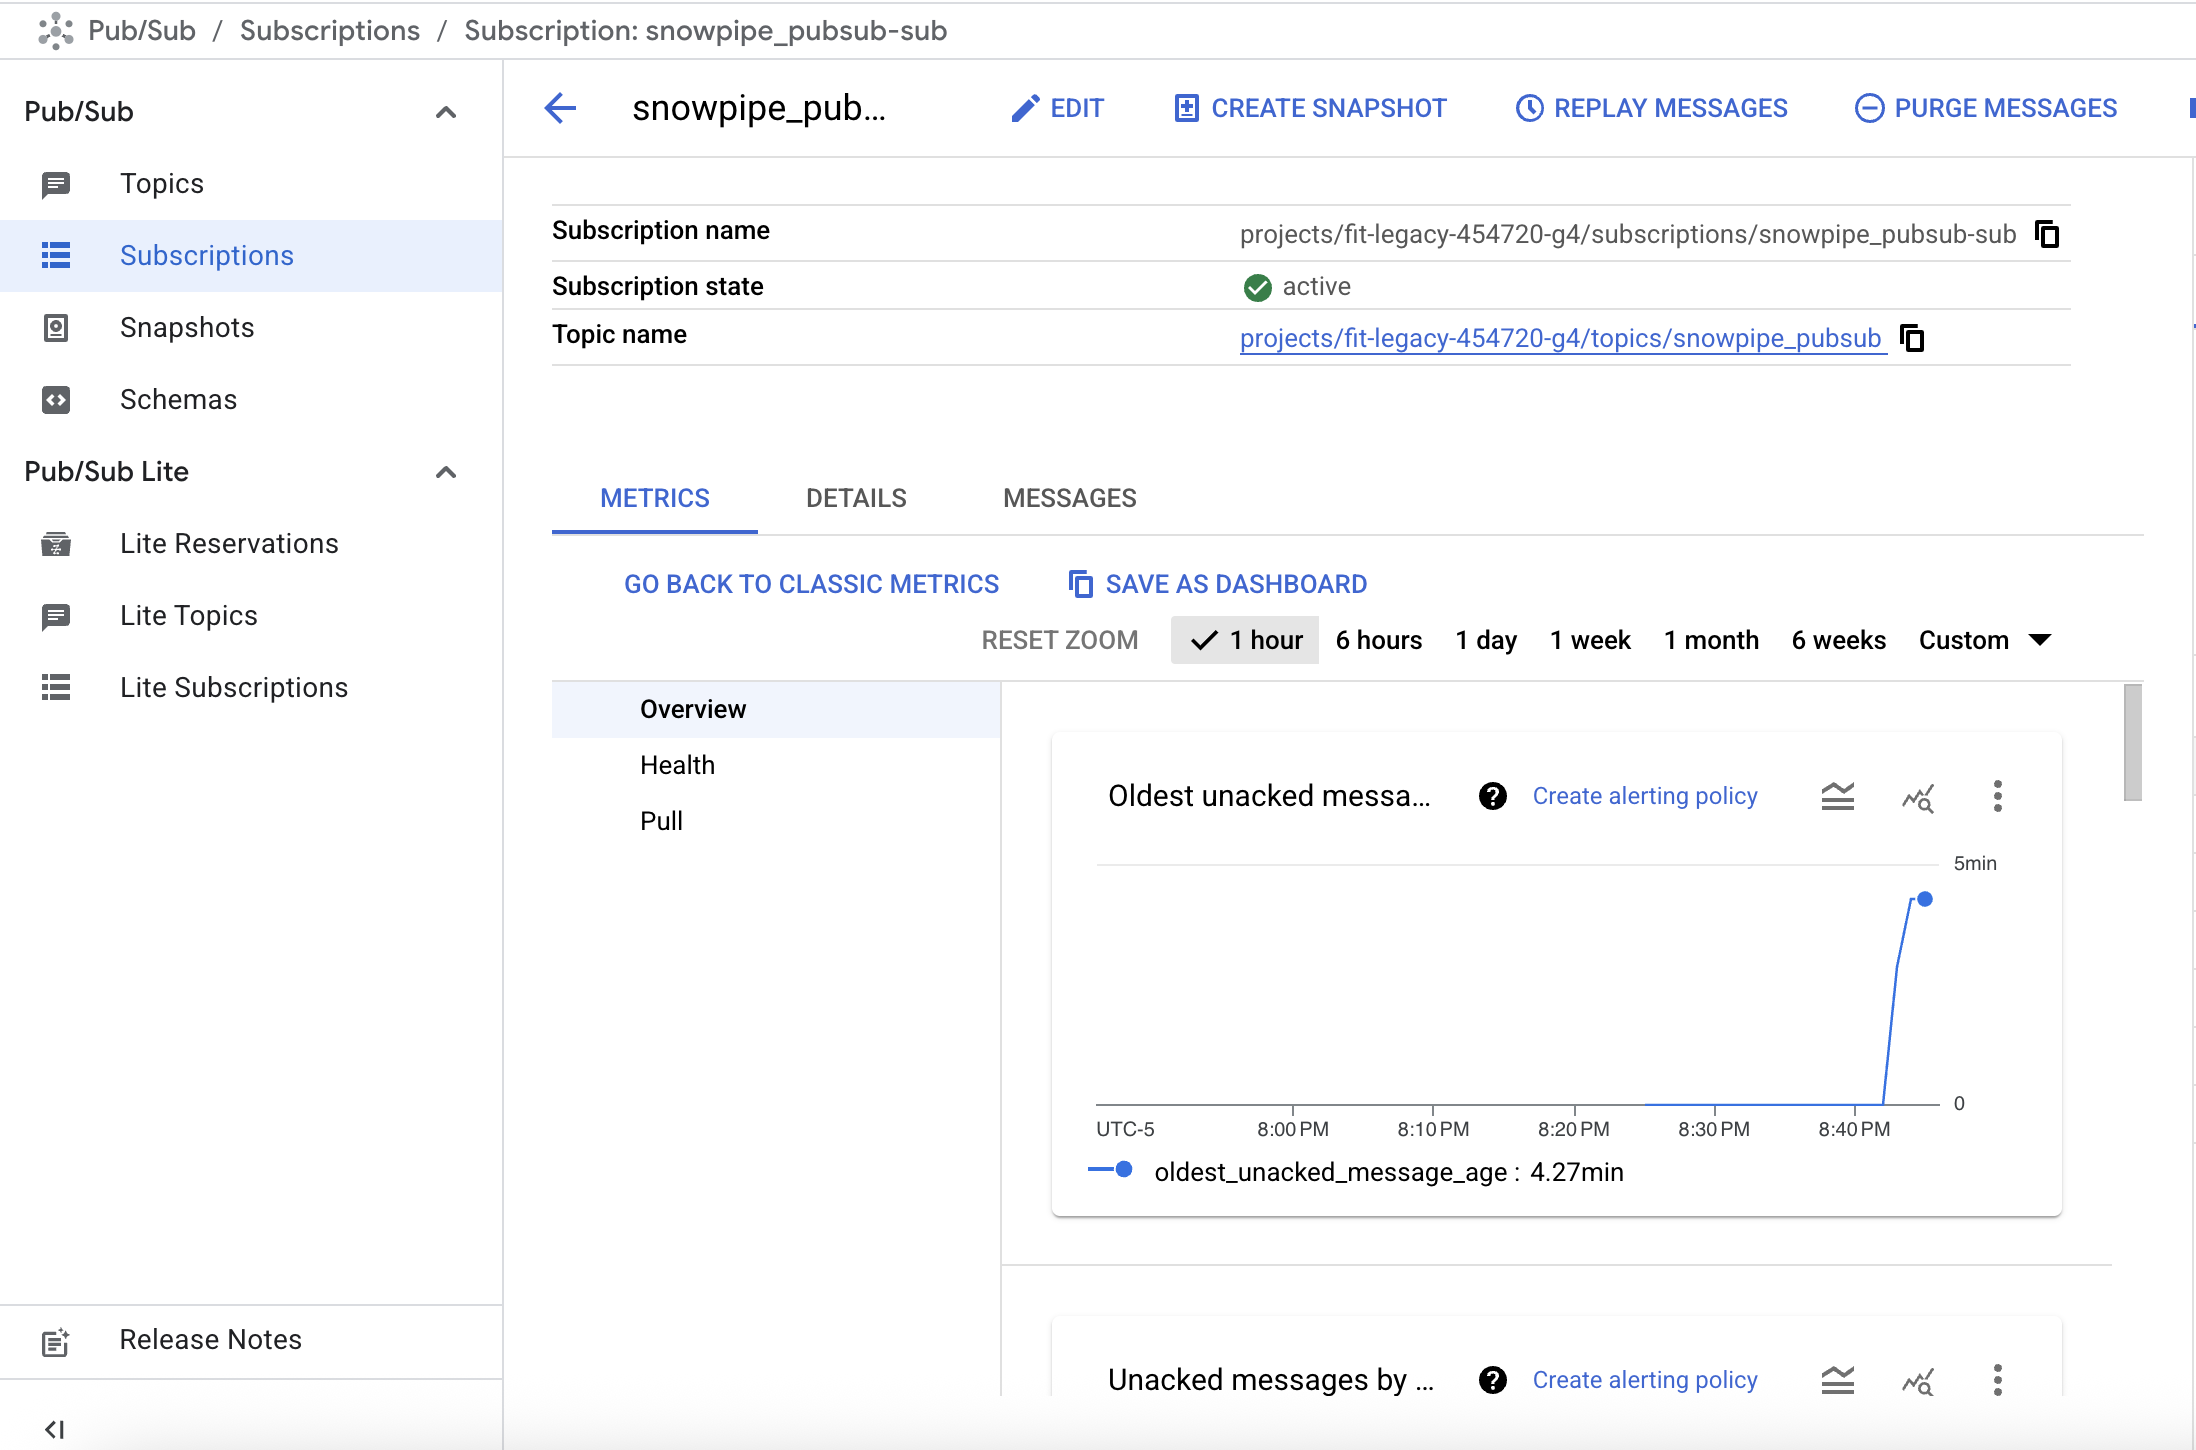 Pub/Sub / Subscriptions / Subscription: snowpipe_pubsub-sub
Pub/Sub
Topics
Subscriptions
Snapshots
Schemas
Pub/Sub Lite
Lite Reservations
Lite Topics
Lite Subscriptions
Release Notes
snowpipe_pub...
EDIT
CREATE SNAPSHOT
REPLAY MESSAGES
PURGE MESSAGES
Subscription name projects/fit-legacy-454720-g4/subscriptions/snowpipe_pubsub-sub
Subscription state active
Topic name projects/fit-legacy-454720-g4/topics/snowpipe_pubsub
METRICS DETAILS MESSAGES
GO BACK TO CLASSIC METRICS SAVE AS DASHBOARD
RESET ZOOM 1 hour 6 hours 1 day 1 week 1 month 6 weeks Custom
Overview
Health
Pull
Oldest unacked messa... Create alerting policy
5min
0
UTC-5 8:00 PM 8:10 PM 8:20 PM 8:30 PM 8:40 PM
oldest_unacked_message_age : 4.27min
Unacked messages by ... Create alerting policy